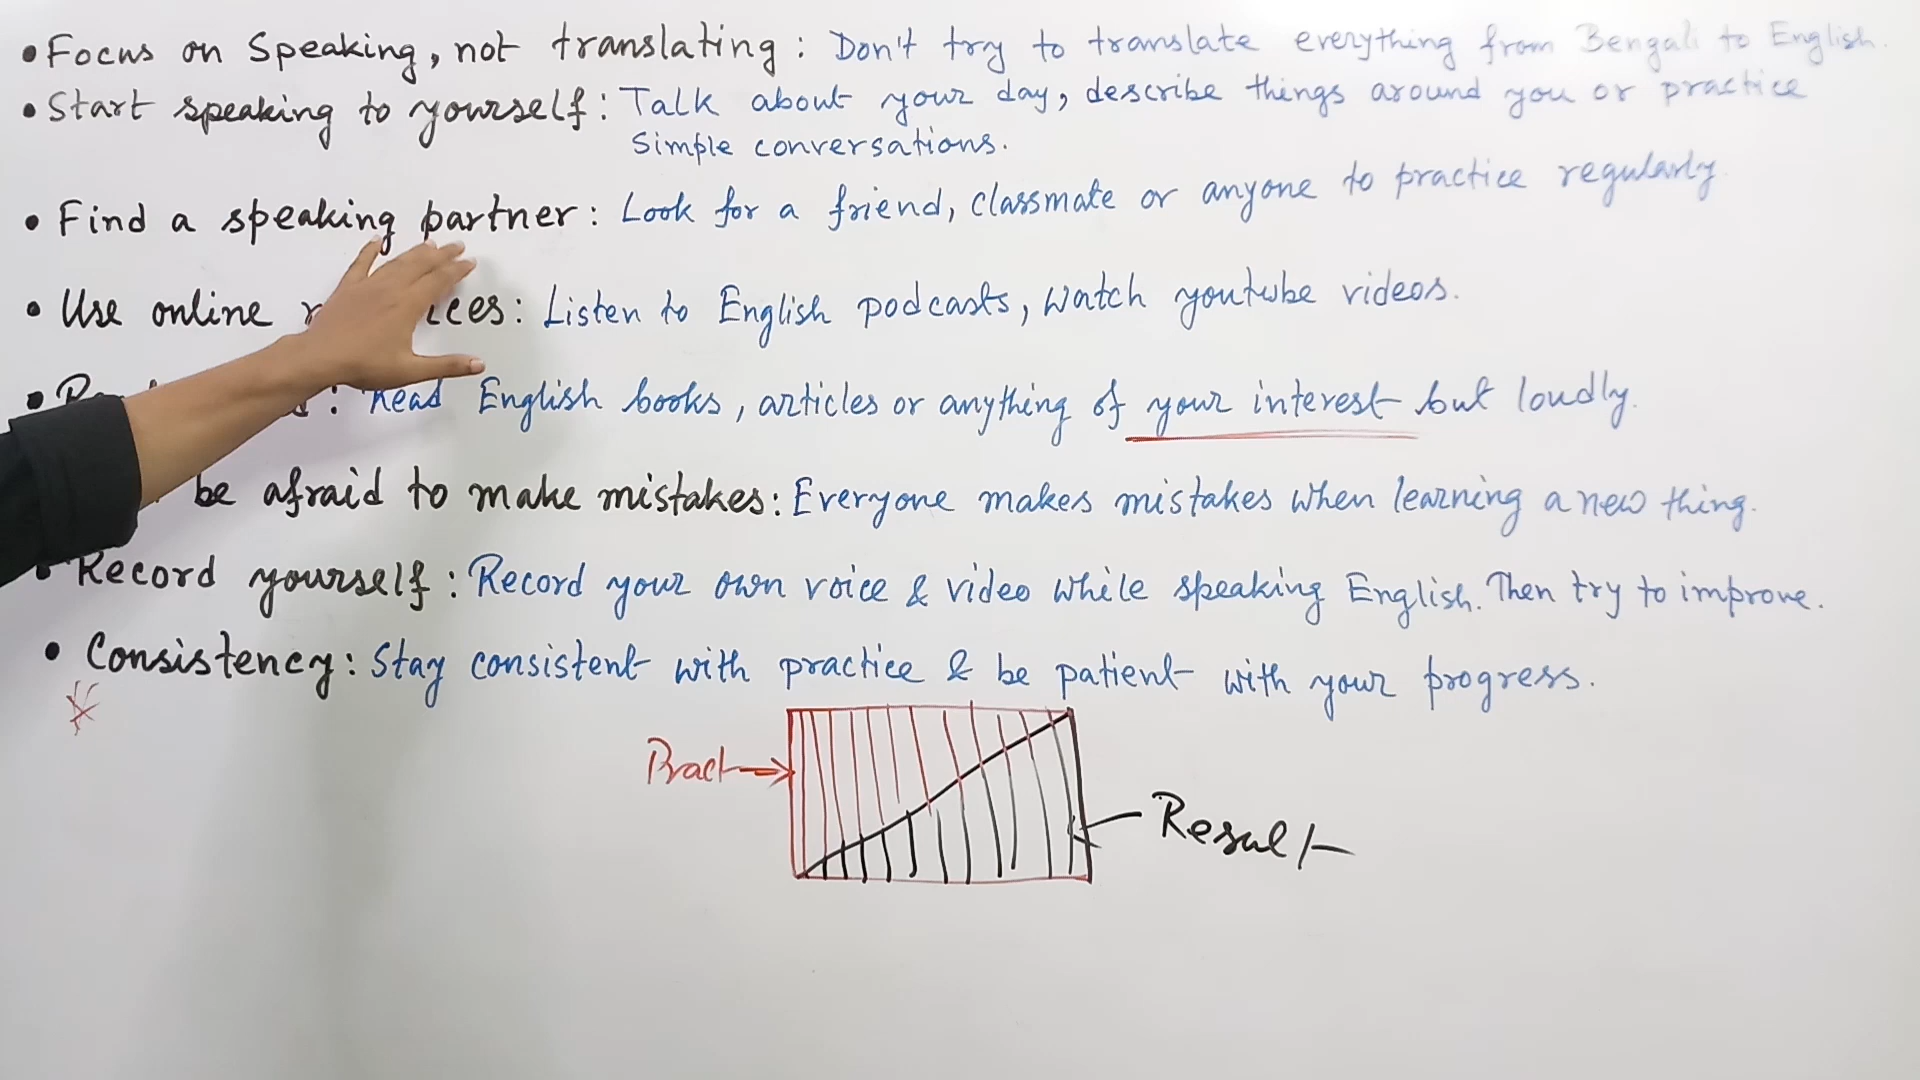 • Focus on Speaking, not translating: Don't try to translate everything from Bengali to English.
• Start speaking to yourself: Talk about your day, describe things around you or practice
Simple conversations.
• Find a speaking partner: Look for a friend, classmate or anyone to practice regularly
• Use online : Listen to English podcasts, Watch youtube videos.
• : Read English books, articles or anything of your interest but loudly.
be afraid to make mistakes: Everyone makes mistakes when learning a new thing.
• Record yourself: Record your own voice & video while speaking English. Then try to improve.
• Consistency: Stay consistent with practice & be patient with your progress.
Pract
Result